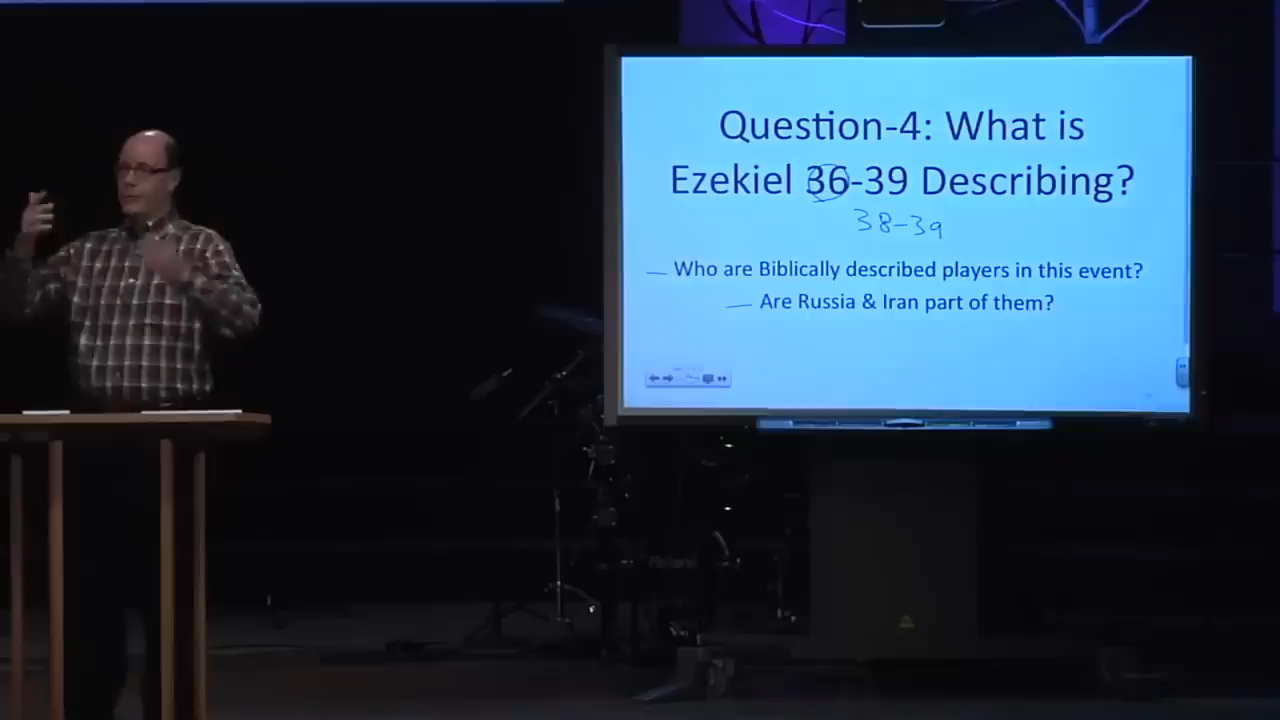 Question-4: What is
Ezekiel 36-39 Describing?
38-39
Who are Biblically described players in this event?
Are Russia & Iran part of them?
Roland